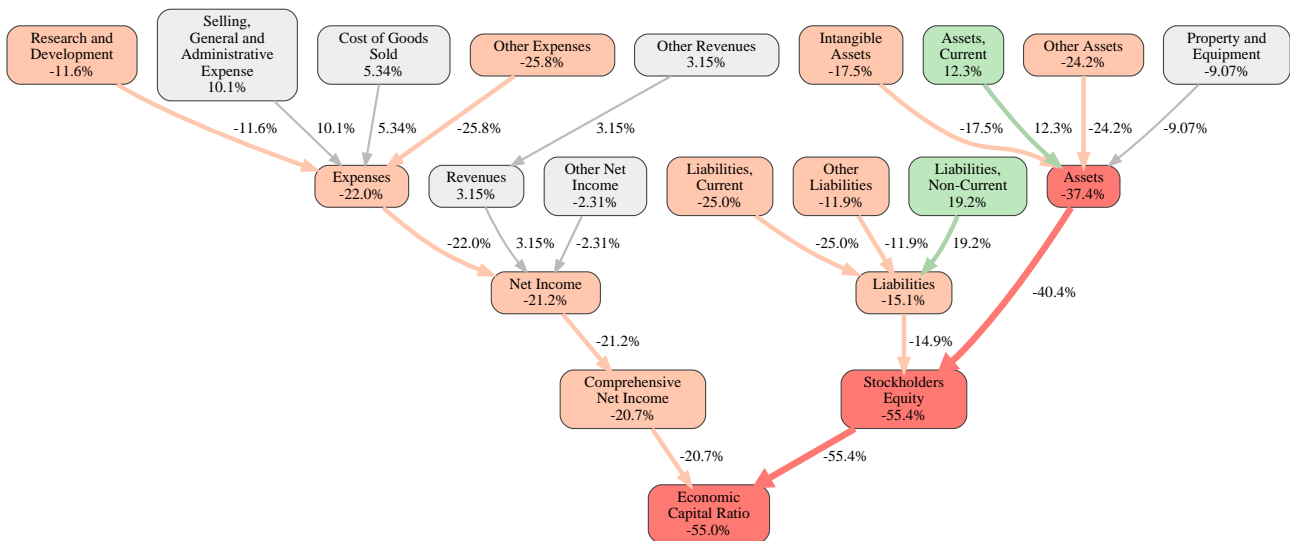 Research and
Development
-11.6%
Selling,
General and
Administrative
Expense
10.1%
Cost of Goods
Sold
5.34%
Other Expenses
-25.8%
Other Revenues
3.15%
Intangible
Assets
-17.5%
Assets,
Current
12.3%
Other Assets
-24.2%
Property and
Equipment
-9.07%
-11.6%
10.1%
5.34%
-25.8%
3.15%
-17.5%
12.3%
-24.2%
-9.07%
Expenses
-22.0%
Revenues
3.15%
Other Net
Income
-2.31%
Liabilities,
Current
-25.0%
Other
Liabilities
-11.9%
Liabilities,
Non-Current
19.2%
Assets
-37.4%
-22.0%
3.15%
-2.31%
-25.0%
-11.9%
19.2%
-40.4%
Net Income
-21.2%
Liabilities
-15.1%
-21.2%
-14.9%
Comprehensive
Net Income
-20.7%
Stockholders
Equity
-55.4%
-20.7%
-55.4%
Economic
Capital Ratio
-55.0%